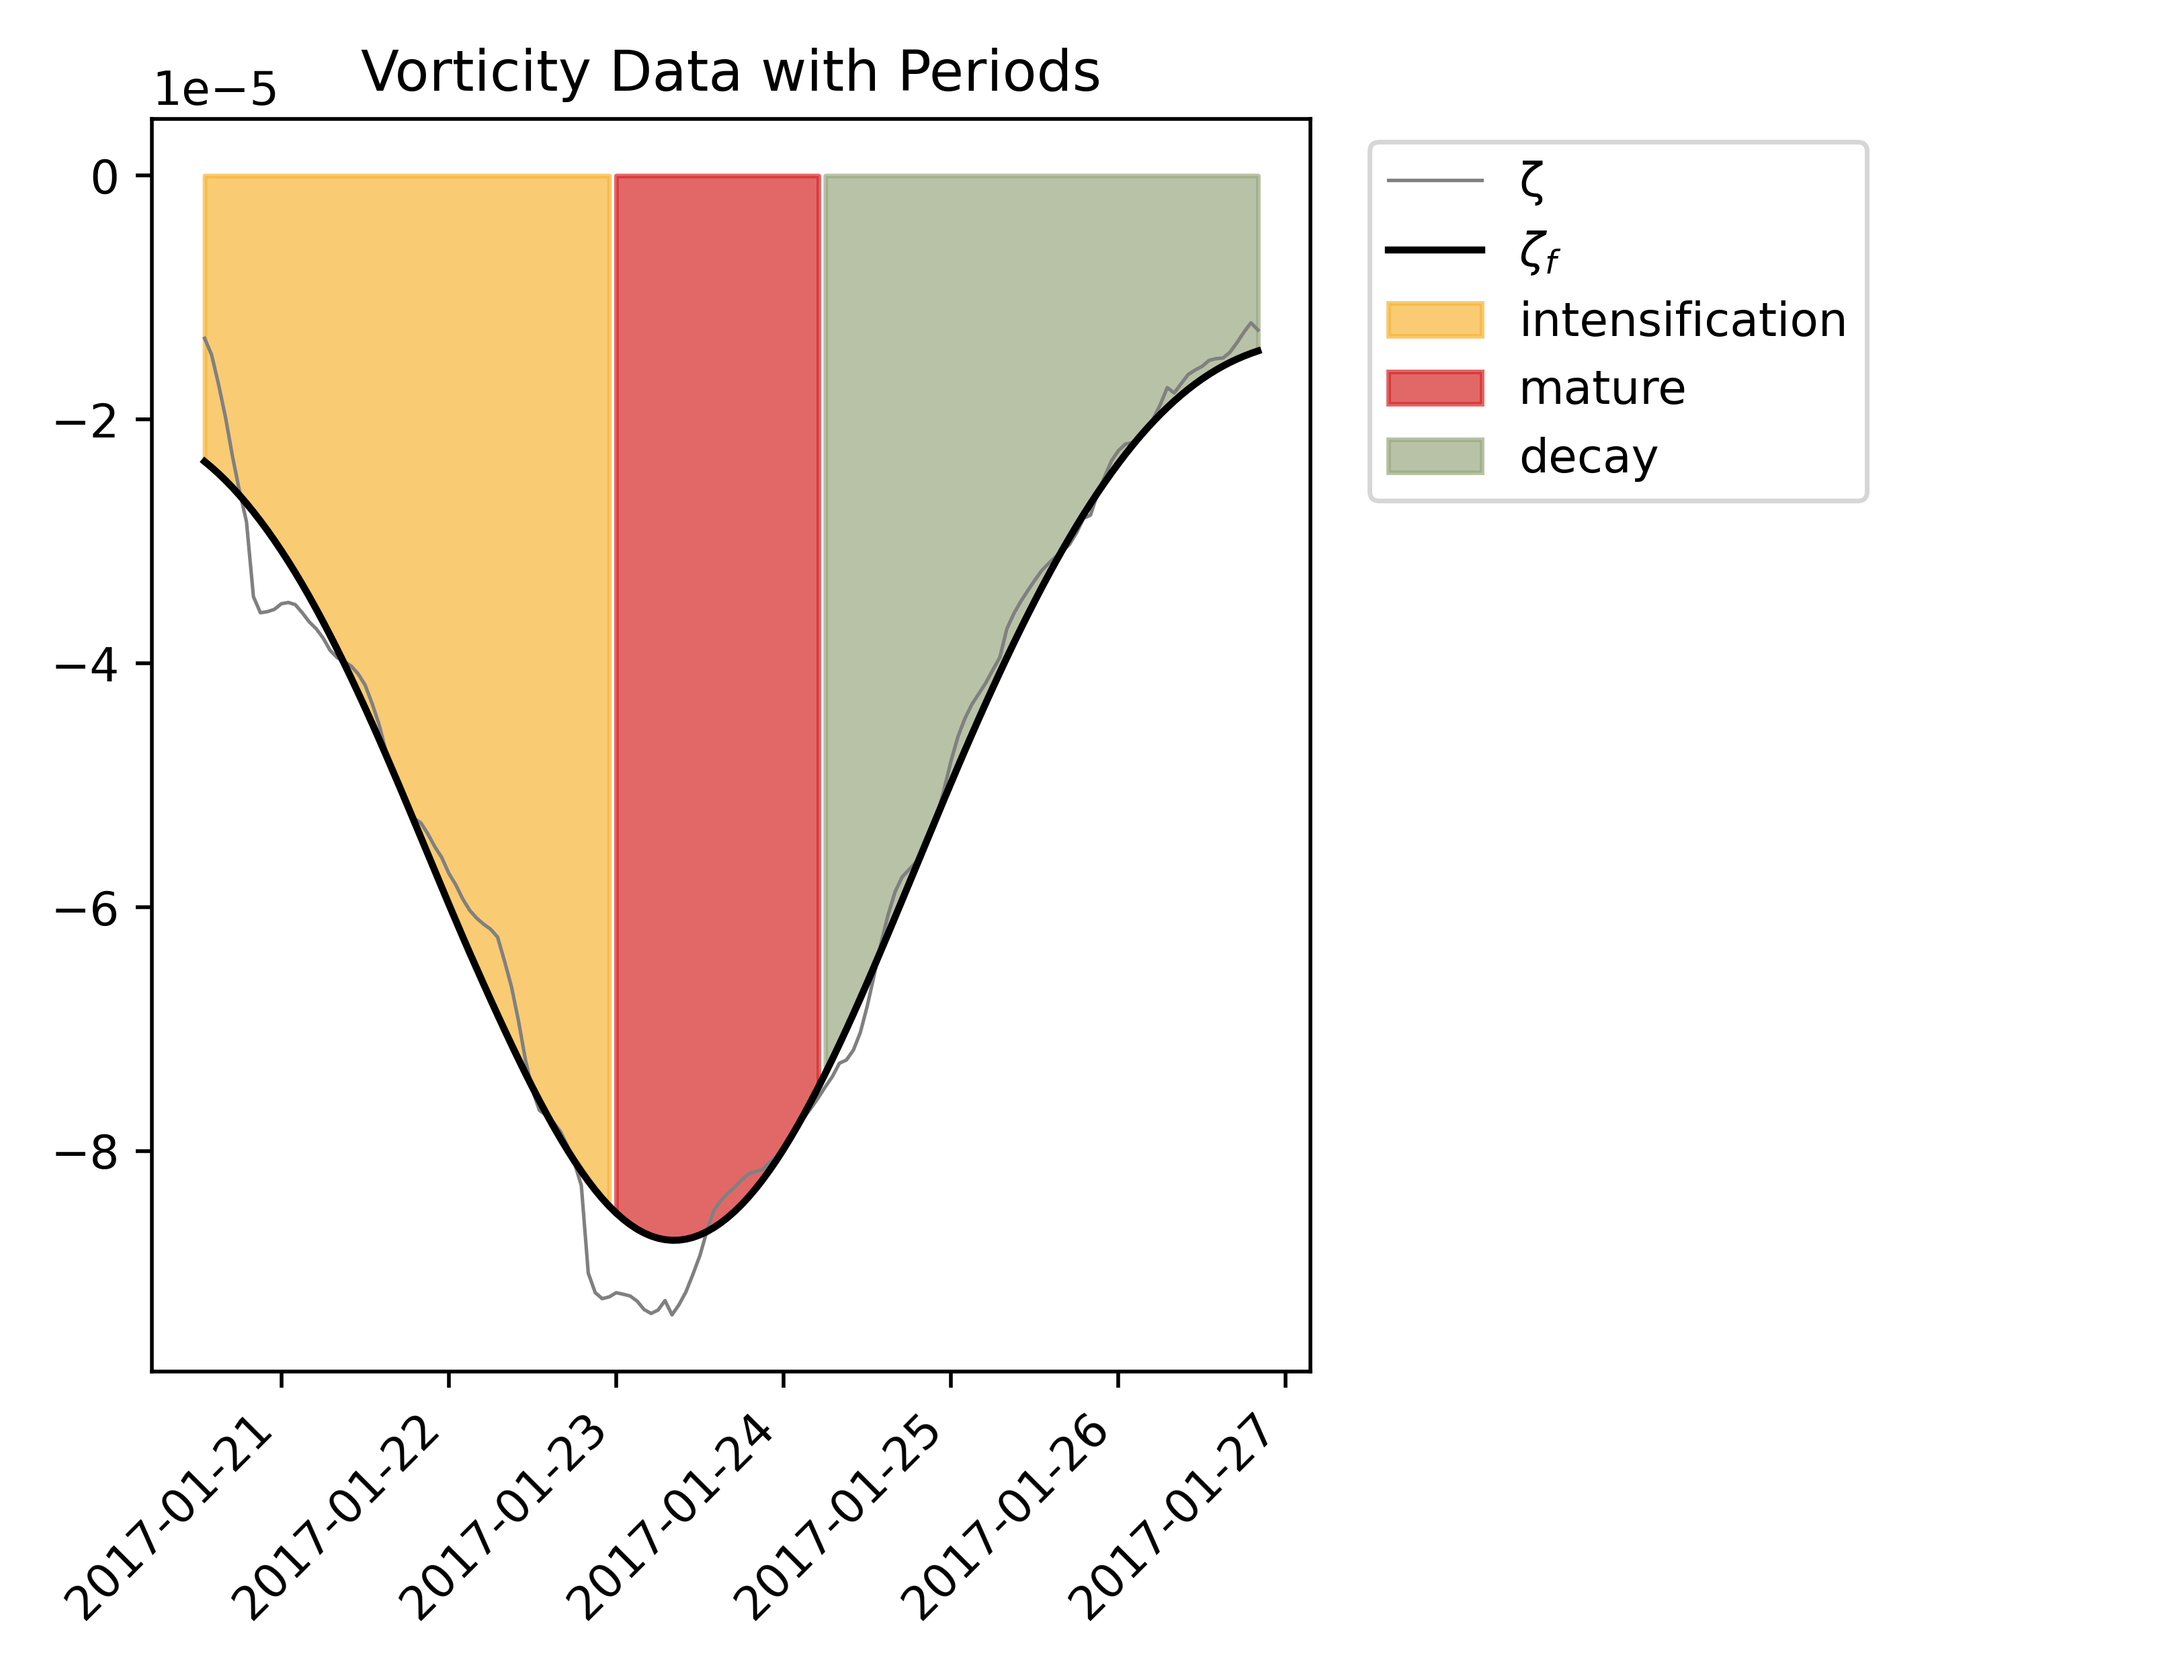 Vorticity Data with Periods
1e−5
0
−2
−4
−6
−8
2017-01-21
2017-01-22
2017-01-23
2017-01-24
2017-01-25
2017-01-26
2017-01-27
ζ
ζf
intensification
mature
decay